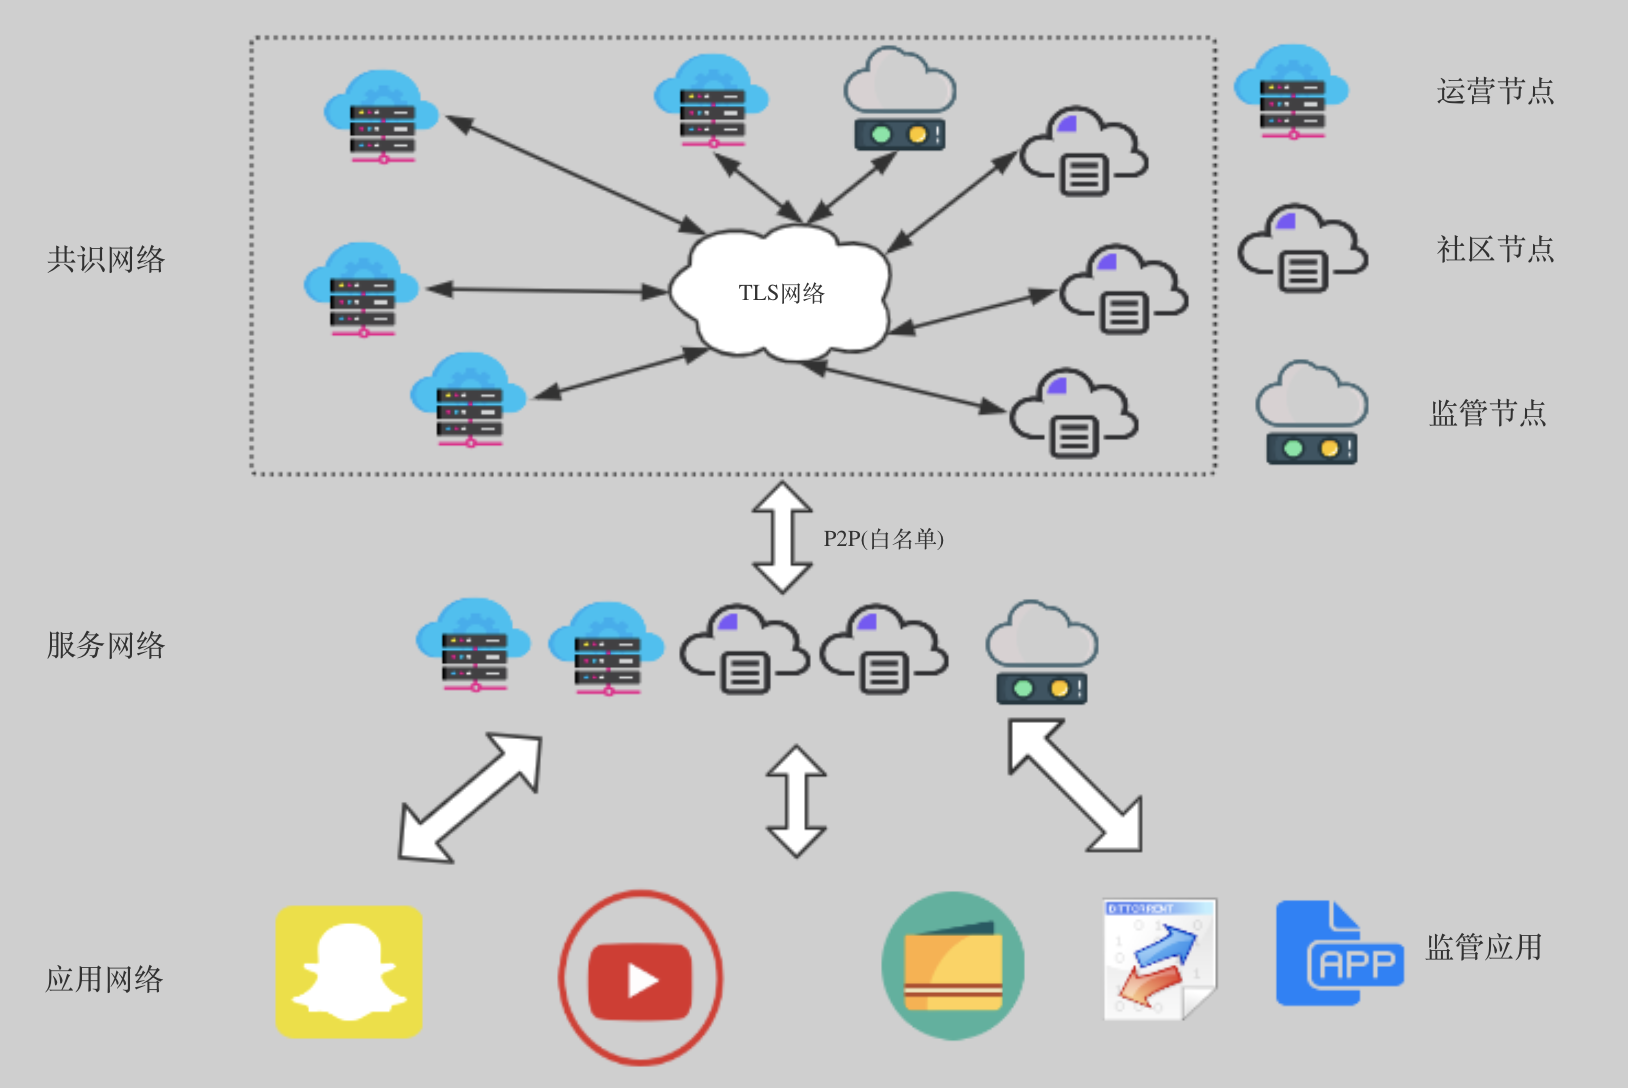 运营节点
共识网络
社区节点
TLS网络
监管节点
P2P(白名单)
服务网络
BITTORRENT
应用网络
APP
监管应用